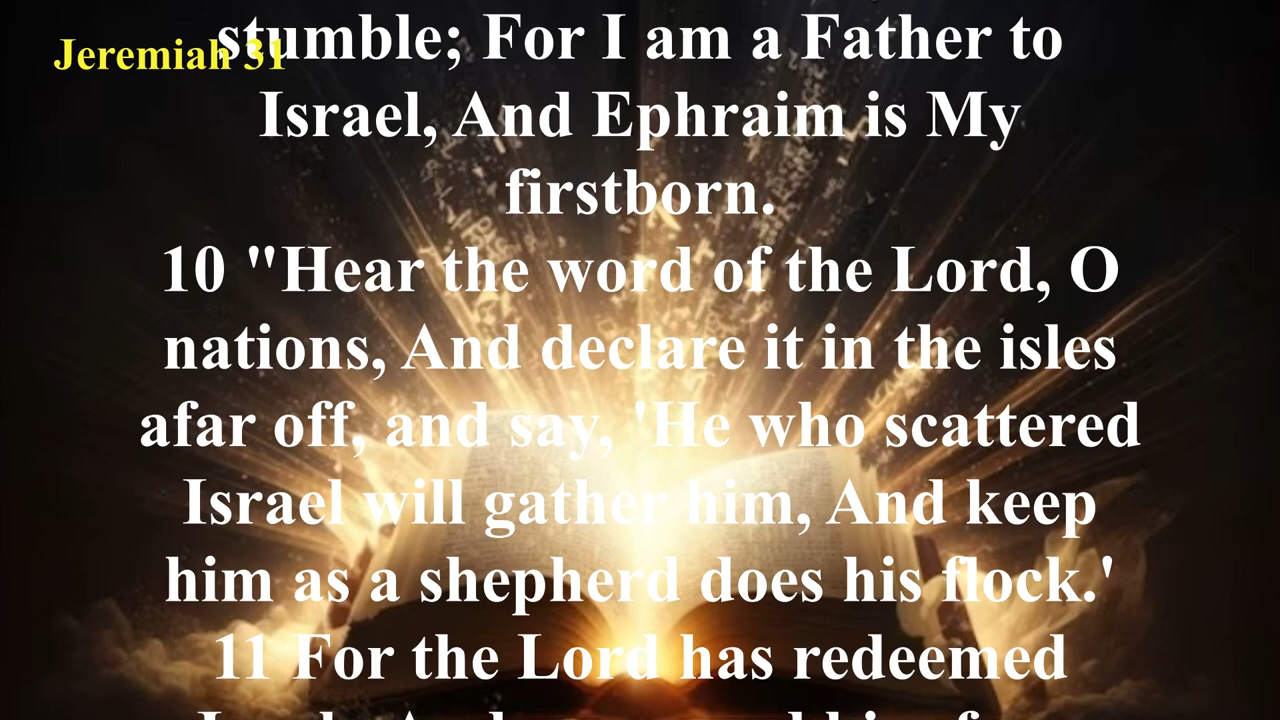 Jeremiah 31
stumble; For I am a Father to
Israel, And Ephraim is My
firstborn.
10 "Hear the word of the Lord, O
nations, And declare it in the isles
afar off, and say, 'He who scattered
Israel will gather him, And keep
him as a shepherd does his flock.'
11 For the Lord has redeemed